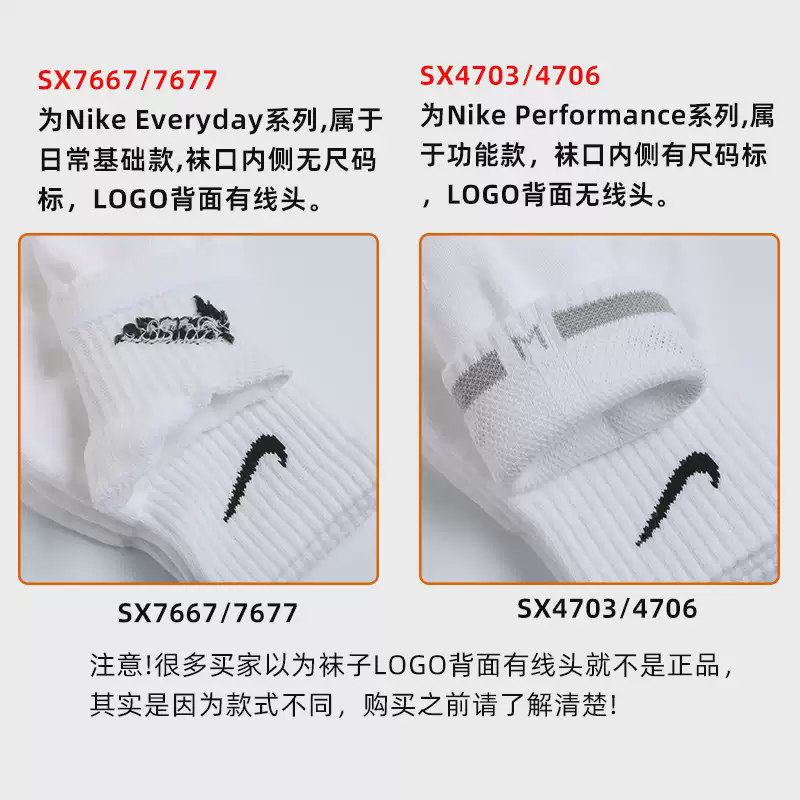 SX7667/7677
为Nike Everyday系列,属于
日常基础款,袜口内侧无尺码
标，LOGO背面有线头。
SX4703/4706
为Nike Performance系列,属
于功能款，袜口内侧有尺码标
，LOGO背面无线头。
M
SX7667/7677
SX4703/4706
注意!很多买家以为袜子LOGO背面有线头就不是正品，
其实是因为款式不同，购买之前请了解清楚!